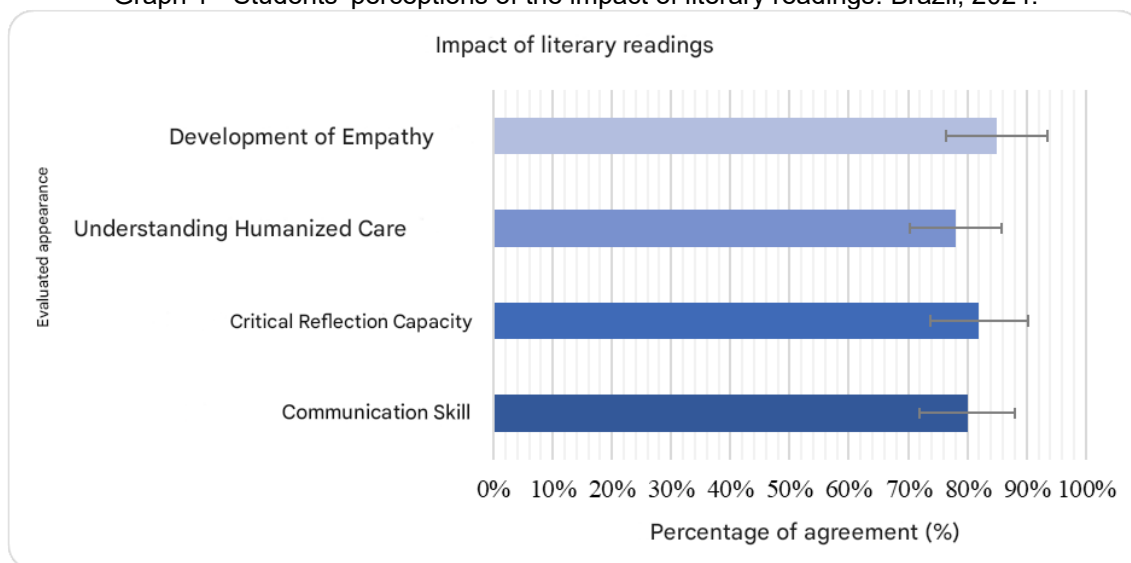 Impact of literary readings
Development of Empathy
Understanding Humanized Care
Critical Reflection Capacity
Communication Skill
Evaluated appearance
0% 10% 20% 30% 40% 50% 60% 70% 80% 90% 100%
Percentage of agreement (%)